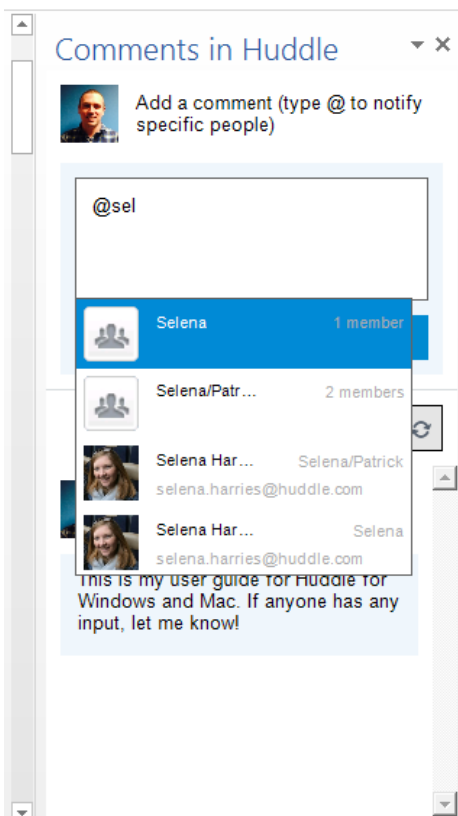 Comments in Huddle
Add a comment (type @ to notify
specific people)
@sel
Selena 1 member
Selena/Patr... 2 members
Selena Har... Selena/Patrick
selena.harries@huddle.com
Selena Har... Selena
selena.harries@huddle.com
This is my user guide for Huddle for
Windows and Mac. If anyone has any
input, let me know!